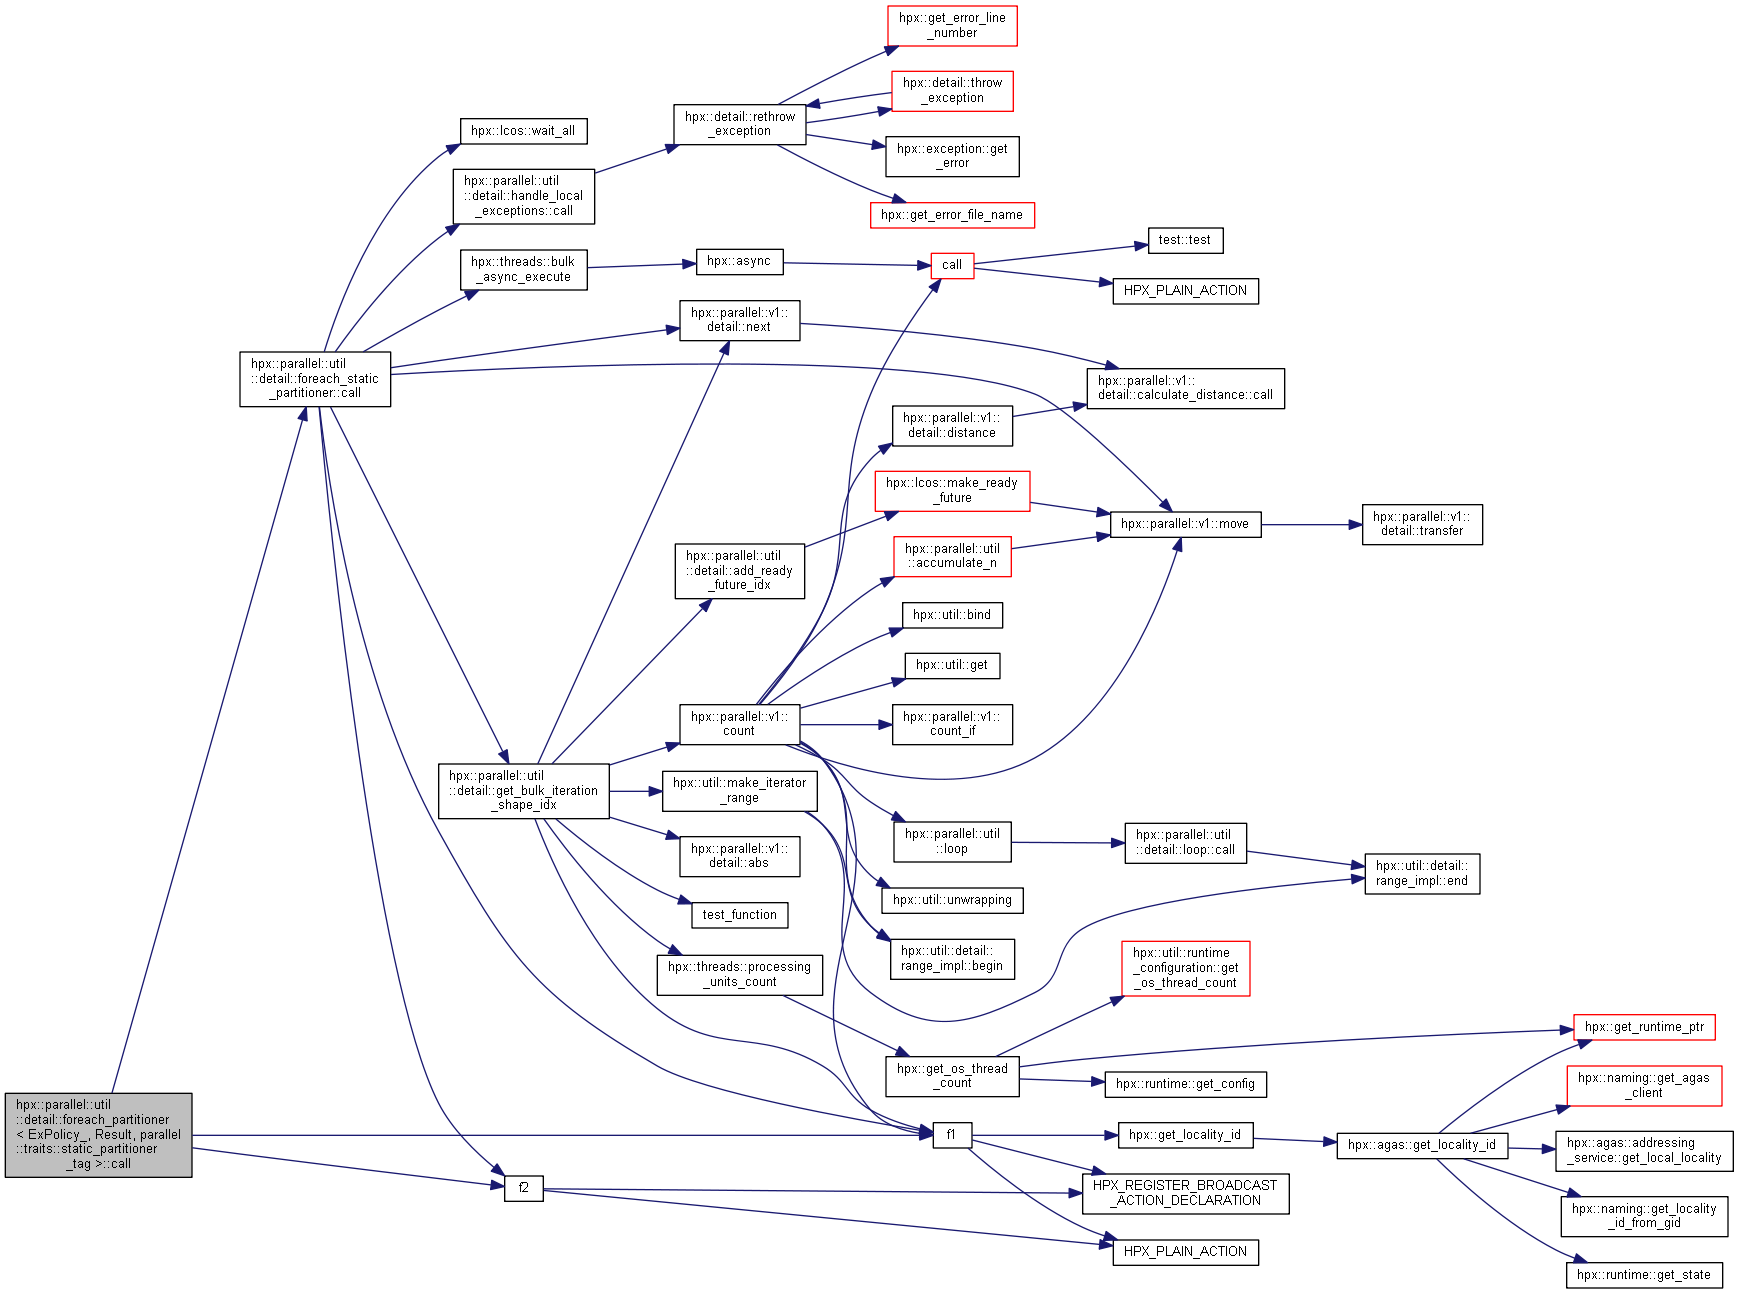 hpx::get_error_line
_number
hpx::detail::throw
_exception
hpx::detail::rethrow
_exception
hpx::lcos::wait_all
hpx::exception::get
_error
hpx::parallel::util
::detail::handle_local
_exceptions::call
hpx::get_error_file_name
test::test
hpx::threads::bulk
_async_execute
hpx::async
call
HPX_PLAIN_ACTION
hpx::parallel::v1::
detail::next
hpx::parallel::util
::detail::foreach_static
_partitioner::call
hpx::parallel::v1::
detail::calculate_distance::call
hpx::parallel::v1::
detail::distance
hpx::lcos::make_ready
_future
hpx::parallel::v1::move
hpx::parallel::v1::
detail::transfer
hpx::parallel::util
::detail::add_ready
_future_idx
hpx::parallel::util
::accumulate_n
hpx::util::bind
hpx::util::get
hpx::parallel::v1::
count
hpx::parallel::v1::
count_if
hpx::parallel::util
::detail::get_bulk_iteration
_shape_idx
hpx::util::make_iterator
_range
hpx::parallel::v1::
detail::abs
hpx::parallel::util
::loop
hpx::parallel::util
::detail::loop::call
hpx::util::detail::
range_impl::end
hpx::util::unwrapping
test_function
hpx::util::detail::
range_impl::begin
hpx::threads::processing
_units_count
hpx::util::runtime
_configuration::get
_os_thread_count
hpx::get_runtime_ptr
hpx::get_os_thread
_count
hpx::runtime::get_config
hpx::naming::get_agas
_client
hpx::parallel::util
::detail::foreach_partitioner
< ExPolicy_, Result, parallel
::traits::static_partitioner
_tag >::call
f1
hpx::get_locality_id
hpx::agas::get_locality_id
hpx::agas::addressing
_service::get_local_locality
f2
HPX_REGISTER_BROADCAST
_ACTION_DECLARATION
hpx::naming::get_locality
_id_from_gid
HPX_PLAIN_ACTION
hpx::runtime::get_state